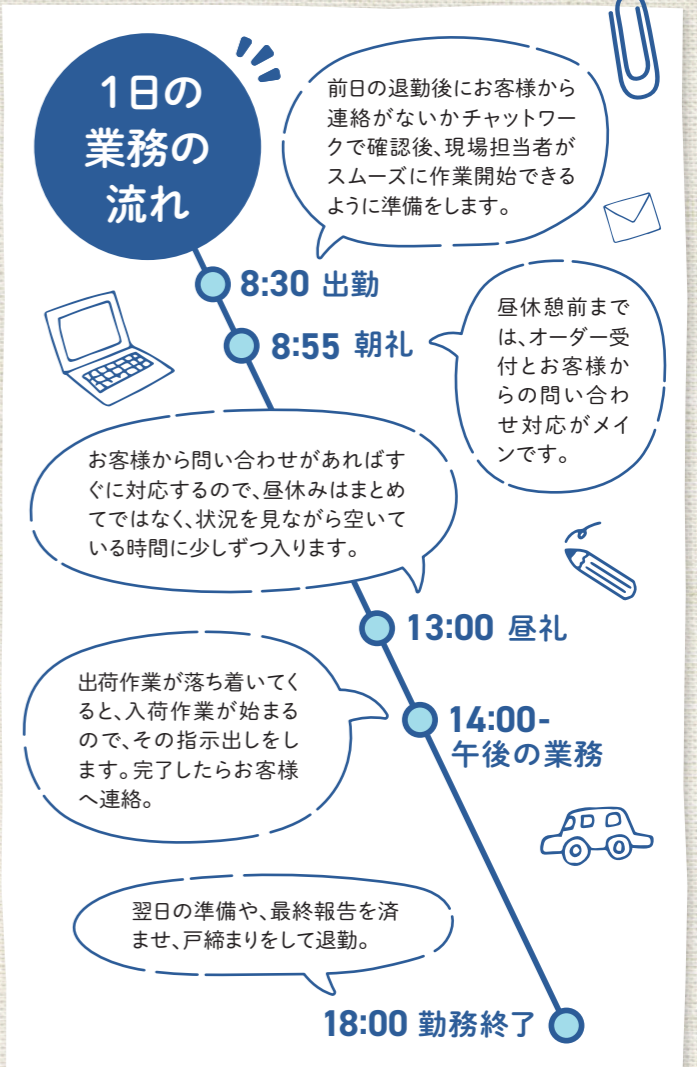 1日の
業務の
流れ
前日の退勤後にお客様から
連絡がないかチャットワー
クで確認後、現場担当者が
スムーズに作業開始できる
ように準備をします。
8:30 出勤
8:55 朝礼
昼休憩前まで
は、オーダー受
付とお客様か
らの問い合わ
せ対応がメイ
ンです。
お客様から問い合わせがあればす
ぐに対応するので、昼休みはまとめ
てではなく、状況を見ながら空いて
いる時間に少しずつ入ります。
13:00 昼礼
出荷作業が落ち着いてく
ると、入荷作業が始まる
ので、その指示出しをし
ます。完了したらお客様
へ連絡。
14:00-
午後の業務
翌日の準備や、最終報告を済
ませ、戸締まりをして退勤。
18:00 勤務終了